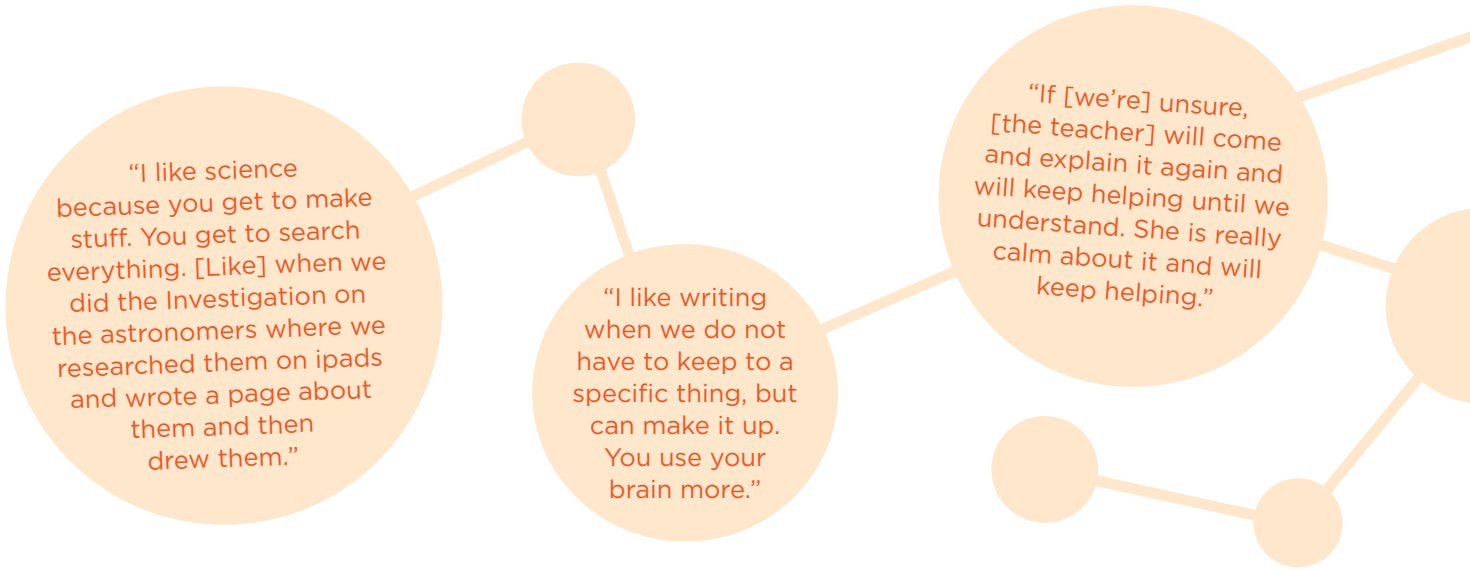 “I like science
because you get to make
stuff. You get to search
everything. [Like] when we
did the Investigation on
the astronomers where we
researched them on ipads
and wrote a page about
them and then
drew them.”
“I like writing
when we do not
have to keep to a
specific thing, but
can make it up.
You use your
brain more.”
“If [we’re] unsure,
[the teacher] will come
and explain it again and
will keep helping until we
understand. She is really
calm about it and will
keep helping.”